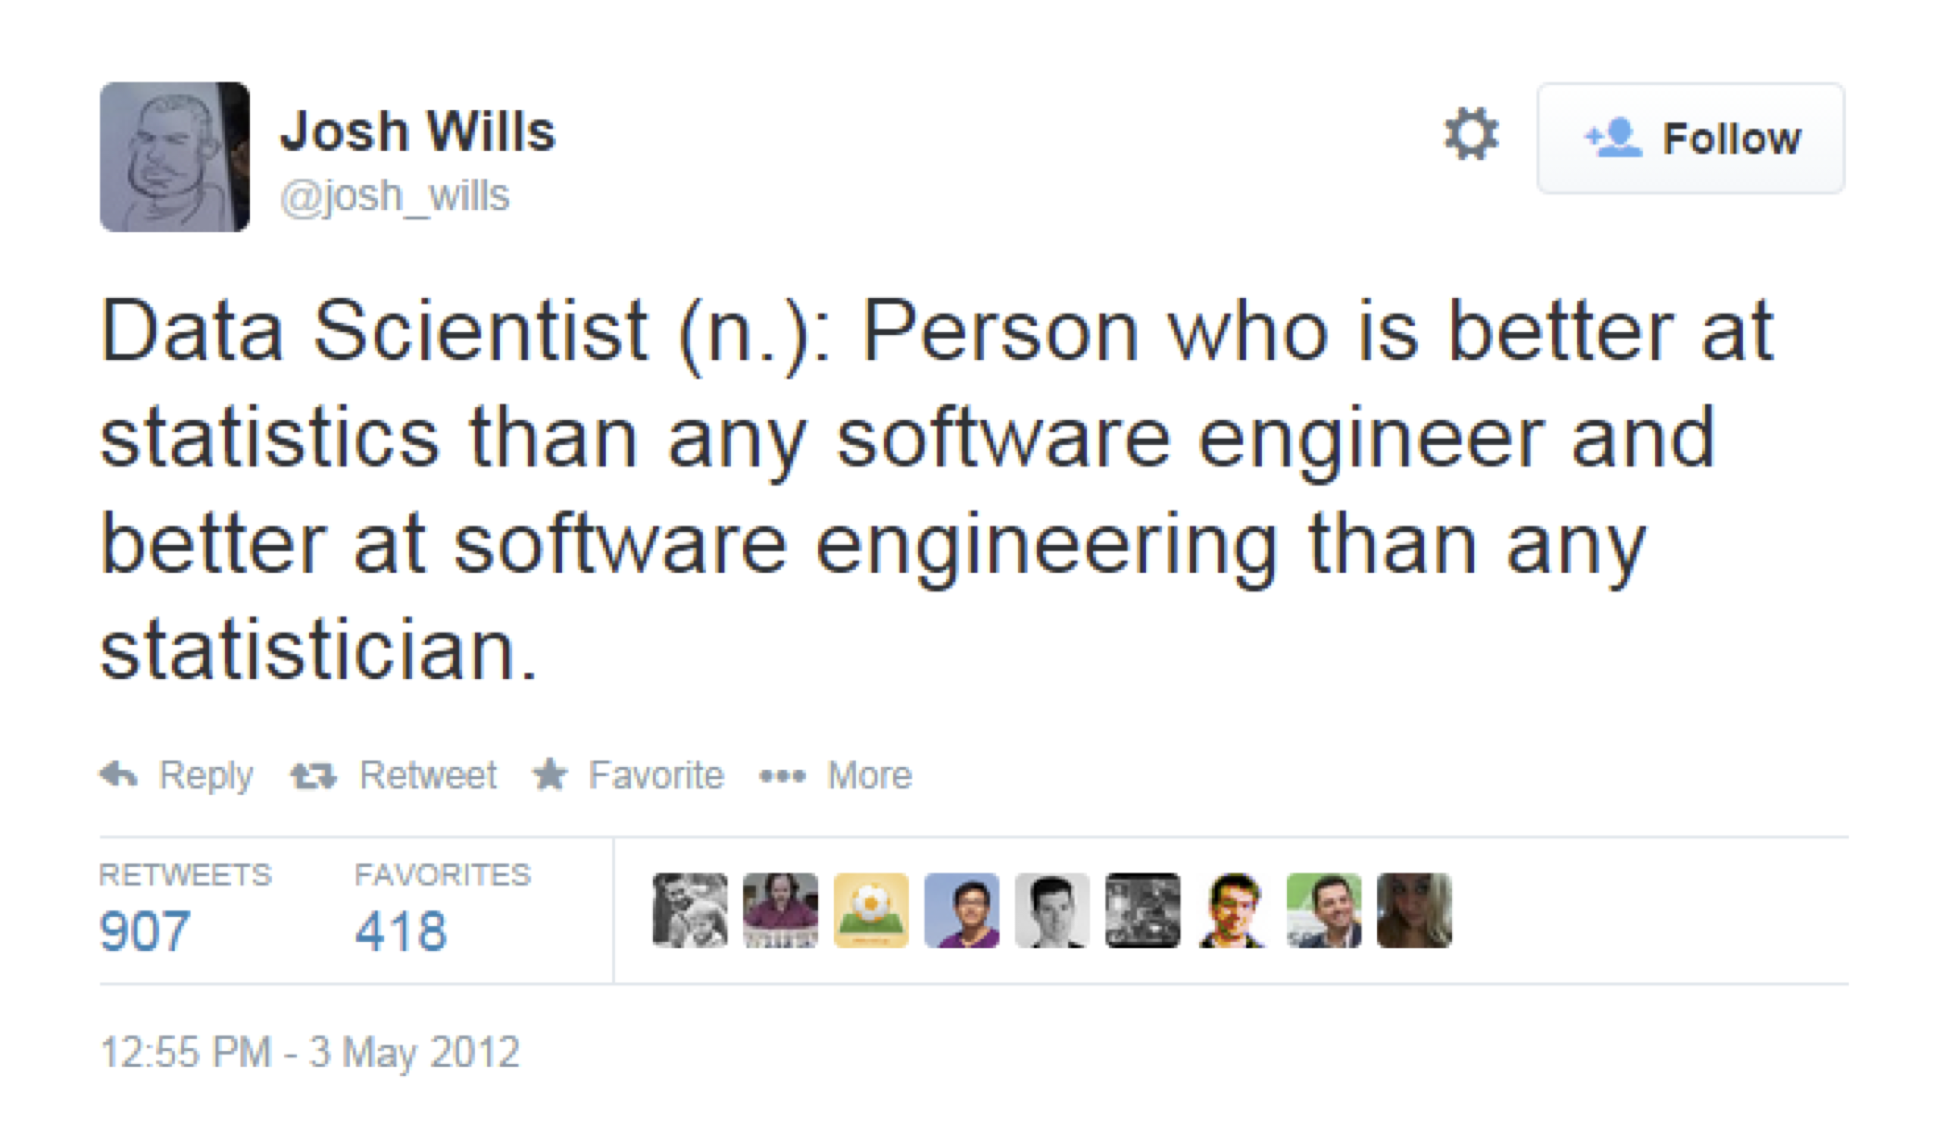 Josh Wills
@josh_wills
Follow
Data Scientist (n.): Person who is better at
statistics than any software engineer and
better at software engineering than any
statistician.
Reply Retweet Favorite More
RETWEETS FAVORITES
907 418
12:55 PM - 3 May 2012